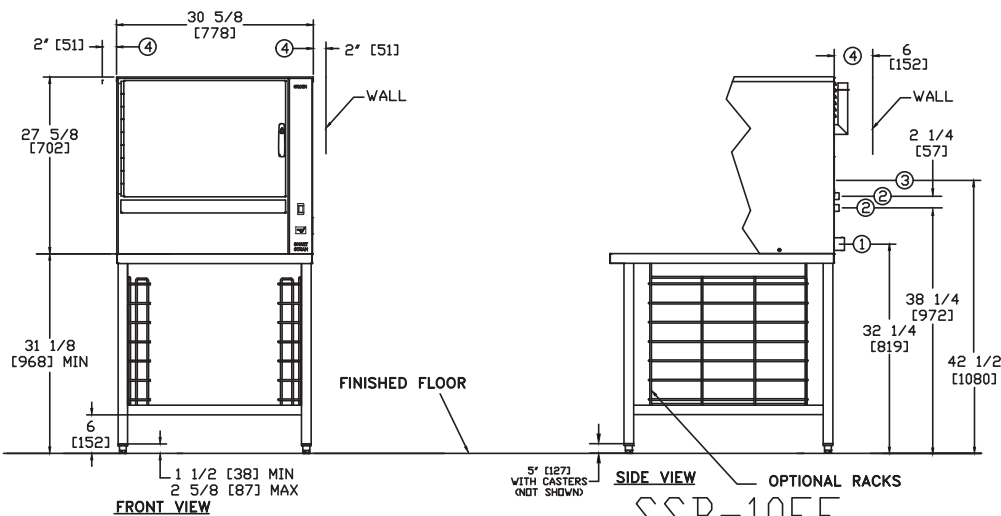 30 5/8
[778]
2" [51]
4
4
2" [51]
WALL
27 5/8
[702]
SMART
STEAM
31 1/8
[968] MIN
6
[152]
1 1/2 [38] MIN
2 5/8 [87] MAX
FRONT VIEW
FINISHED FLOOR
4
6
[152]
WALL
2 1/4
[57]
3
2
2
1
38 1/4
[972]
32 1/4
[819]
42 1/2
[1080]
5" [127]
WITH CASTERS
(NOT SHOWN)
SIDE VIEW
OPTIONAL RACKS